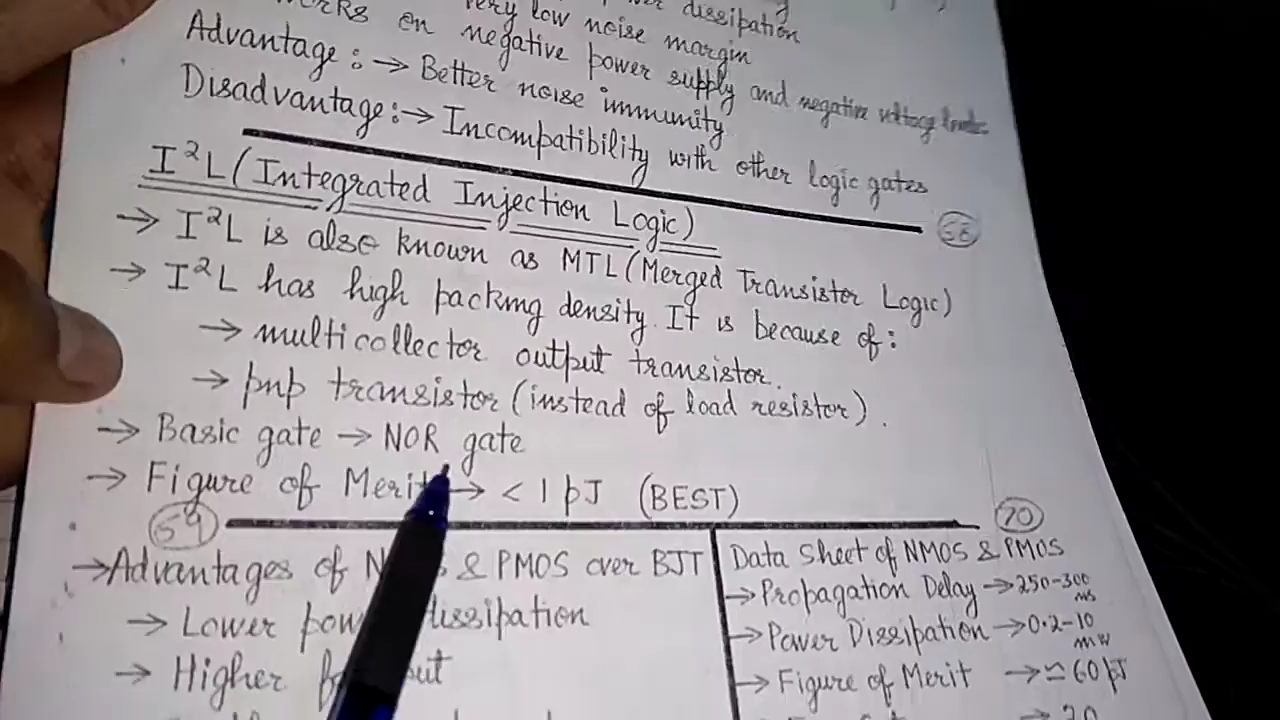 dissipation
very low noise margin
works on negative power supply and negative voltage levels
Advantage : → Better noise immunity
Disadvantage :→ Incompatibility with other logic gates
I²L (Integrated Injection Logic)
→ I²L is also known as MTL (Merged Transistor Logic)
→ I²L has high packing density. It is because of :
→ multicollector output transistor.
→ pnp transistor (instead of load resistor).
→ Basic gate → NOR gate
→ Figure of Merit → < 1 pJ (BEST)
59
→ Advantages of & PMOS over BJT
→ Lower dissipation
→ Higher
70
Data Sheet of NMOS & PMOS
→ Propagation Delay → 250-300 ns
→ Power Dissipation → 0.2-10 mW
→ Figure of Merit → ≈ 60 pJ
→ 20